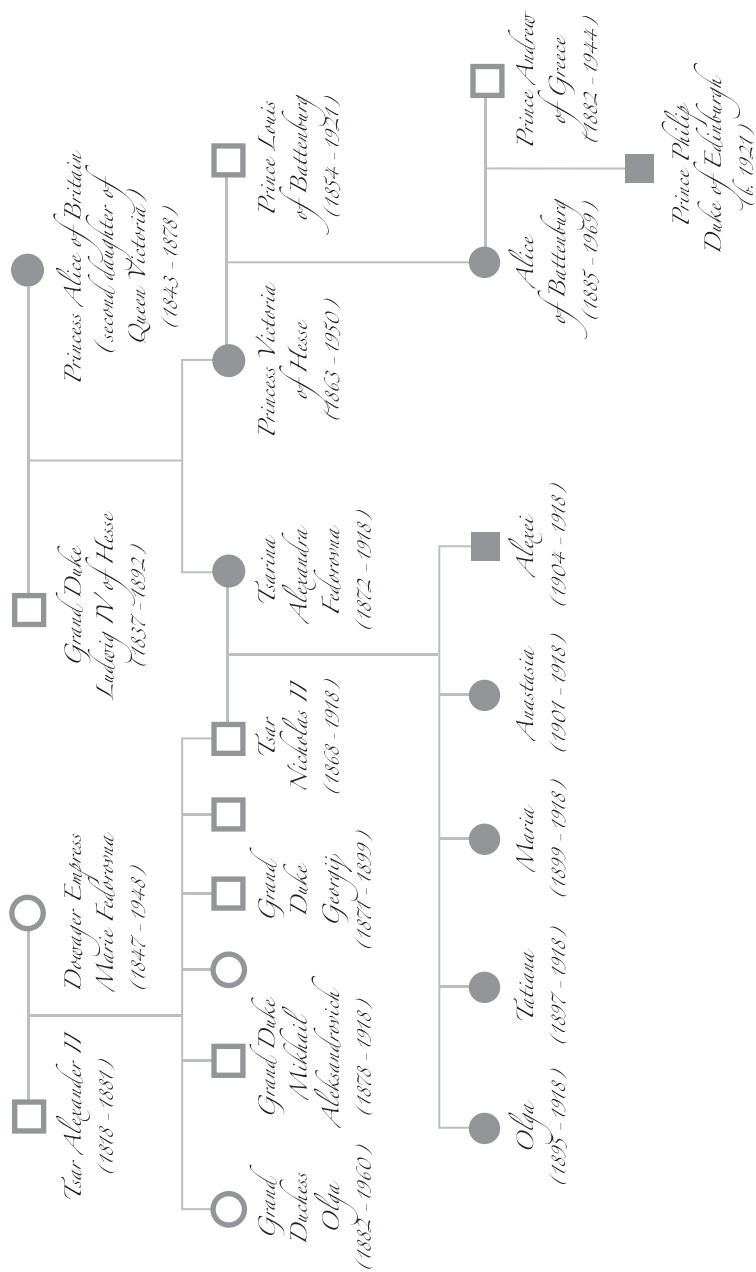 Tsar Alexander II
(1818 – 1881)
Dowager Empress
Marie Fedorovna
(1847 – 1948)
Grand Duke
Ludwig IV of Hesse
(1837 – 1892)
Princess Alice of Britain
(second daughter of
Queen Victoria)
(1843 – 1878)
Grand
Duchess
Olga
(1882 – 1960)
Grand Duke
Mikhail
Aleksandrovich
(1878 – 1918)
Grand
Duke
Georgij
(1871 – 1899)
Tsar
Nicholas II
(1868 – 1918)
Tsarina
Alexandra
Fedorovna
(1872 – 1918)
Princess Victoria
of Hesse
(1863 – 1950)
Prince Louis
of Battenburg
(1854 – 1921)
Olga
(1895 – 1918)
Tatiana
(1897 – 1918)
Maria
(1899 – 1918)
Anastasia
(1901 – 1918)
Alexei
(1904 – 1918)
Alice
of Battenburg
(1885 – 1969)
Prince Andrew
of Greece
(1882 – 1944)
Prince Philip
Duke of Edinburgh
(b. 1921)